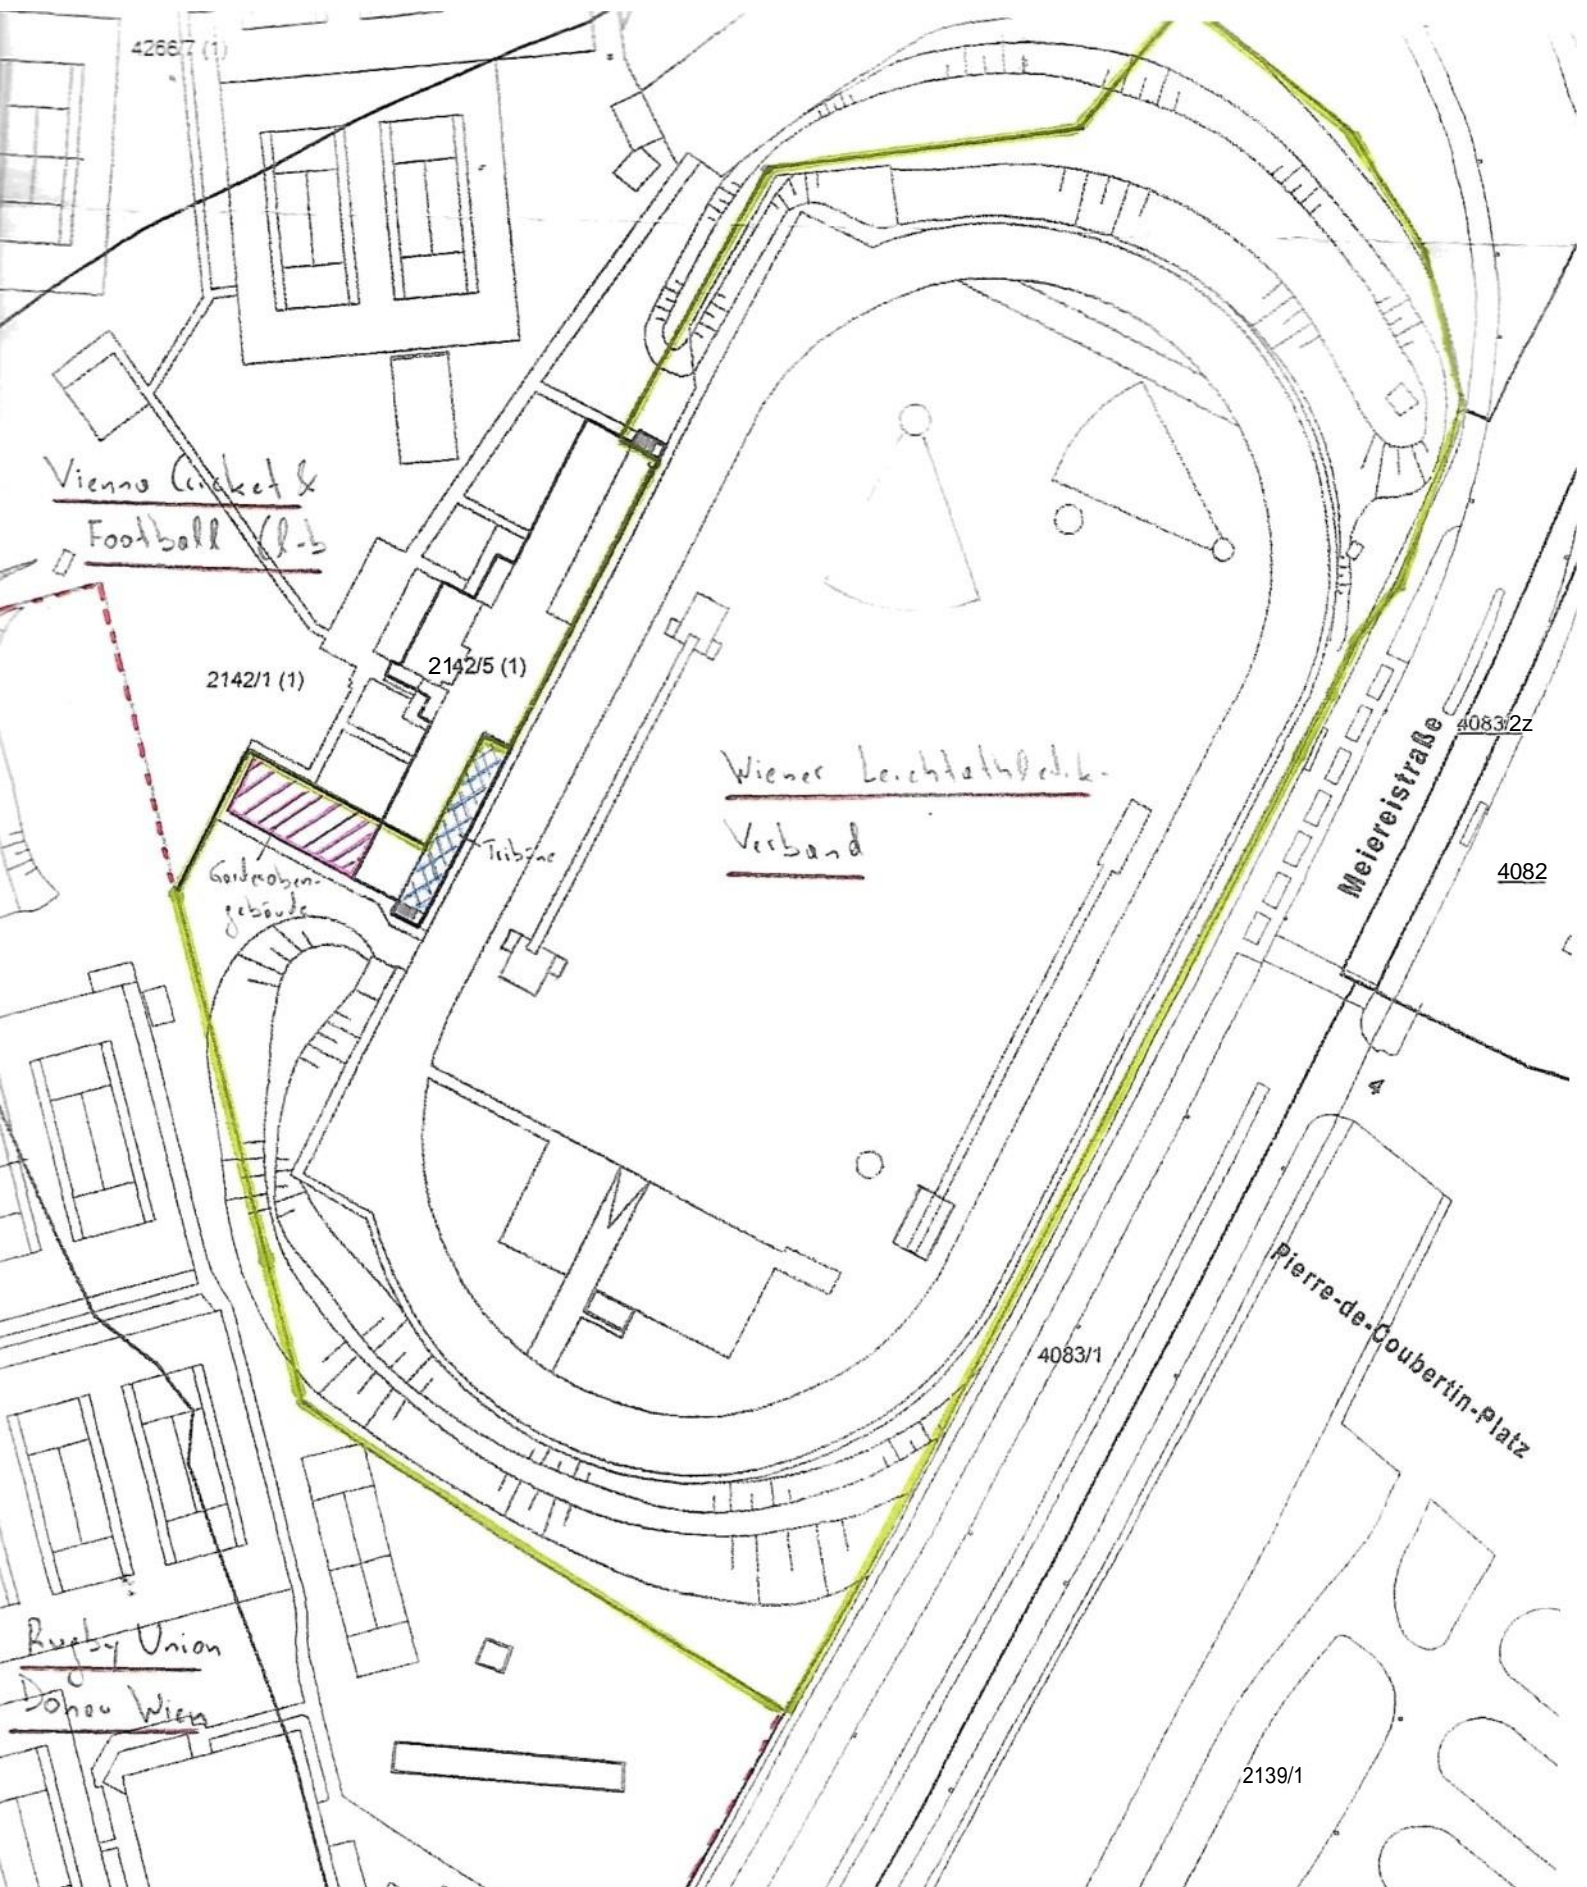 4266/7 (1)
Vienna Cricket &
Football Club
2142/1 (1)
2142/5 (1)
Wiener Leichtathletik-
Verband
Tribüne
Garderoben-
gebäude
Meiereistraße
4083/2z
4082
4
Pierre-de-Coubertin-Platz
4083/1
Rugby Union
Donau Wien
2139/1